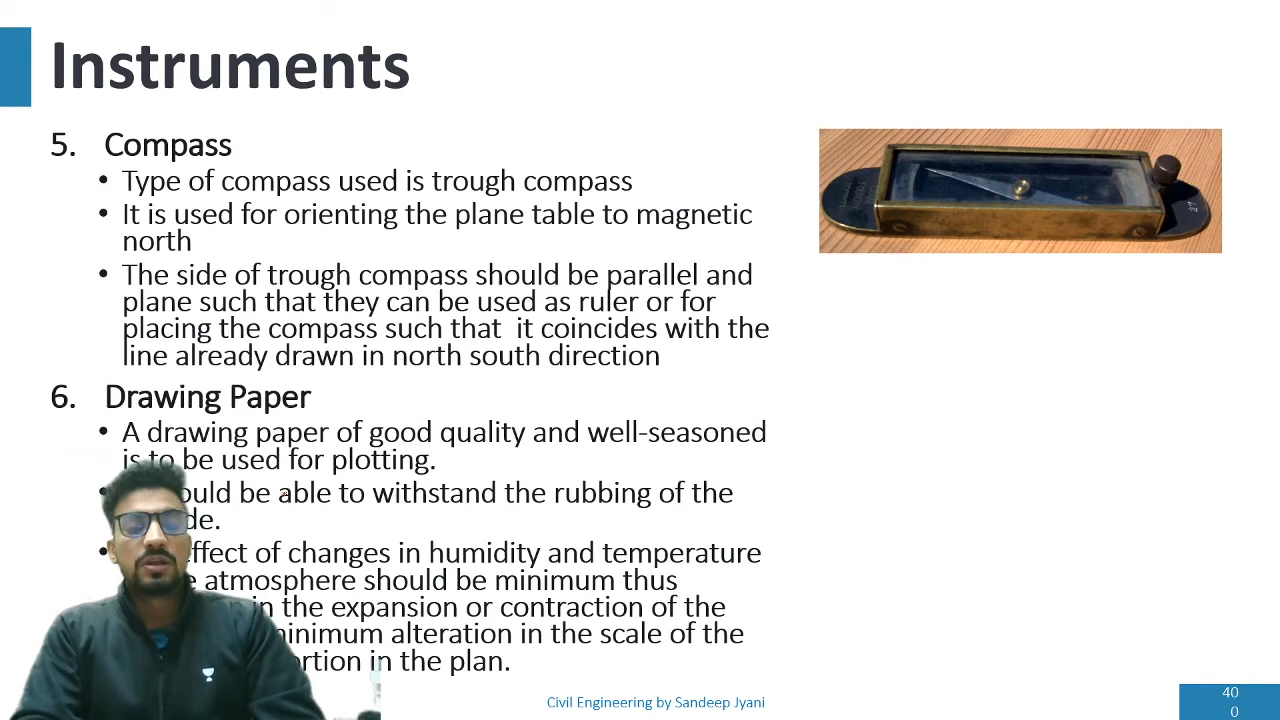 Instruments
5. Compass
• Type of compass used is trough compass
• It is used for orienting the plane table to magnetic
north
• The side of trough compass should be parallel and
plane such that they can be used as ruler or for
placing the compass such that it coincides with the
line already drawn in north south direction
6. Drawing Paper
• A drawing paper of good quality and well-seasoned
is to be used for plotting.
• be able to withstand the rubbing of the
• effect of changes in humidity and temperature
atmosphere should be minimum thus
in the expansion or contraction of the
minimum alteration in the scale of the
in the plan.
27
Civil Engineering by Sandeep Jyani
40
0